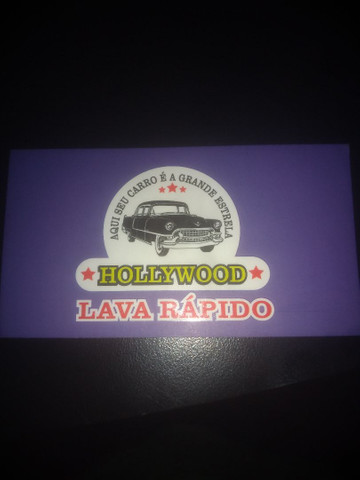 AQUI SEU CARRO É A GRANDE ESTRELA
HOLLYWOOD
LAVA RÁPIDO